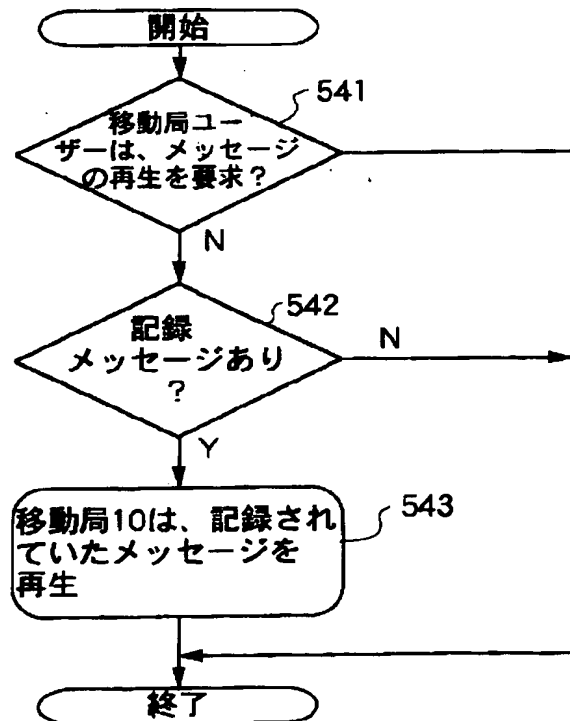 開始
541
移動局ユー
ザーは、メッセージ
の再生を要求？
N
542
記録
メッセージあり
？
N
Y
543
移動局10は、記録され
ていたメッセージを
再生
終了